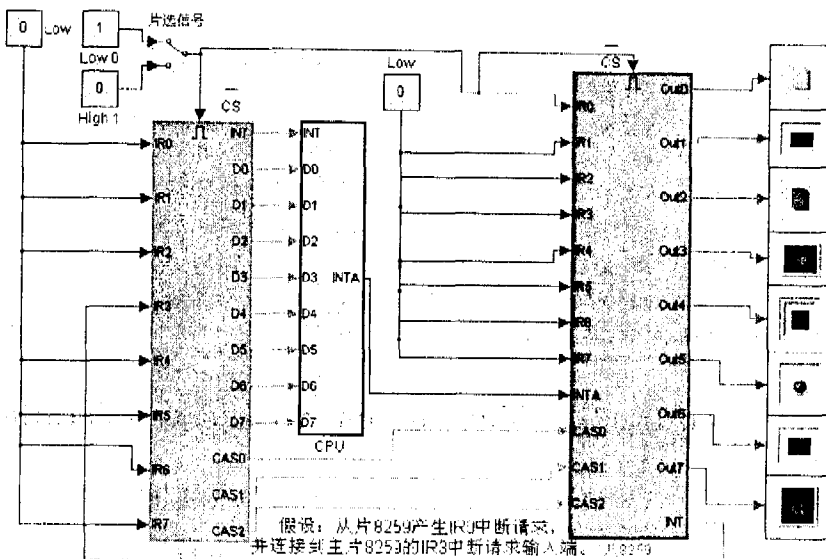 片选信号
0
Low
1
Low 0
0
High 1
CS
IR0
IR1
IR2
IR3
IR4
IR5
IR6
IR7
INT
D0
D1
D2
D3
D4
D5
D6
D7
CAS0
CAS1
CAS2
INT
D0
D1
D2
D3
D4
D5
D6
D7
INTA
CPU
Low
0
CS
IR0
IR1
IR2
IR3
IR4
IR5
IR6
IR7
INTA
CAS0
CAS1
CAS2
Out0
Out1
Out2
Out3
Out4
Out5
Out6
Out7
INT
假设：从片8259产生IR0中断请求，
并连接到主片8259的IR3中断请求输入端。